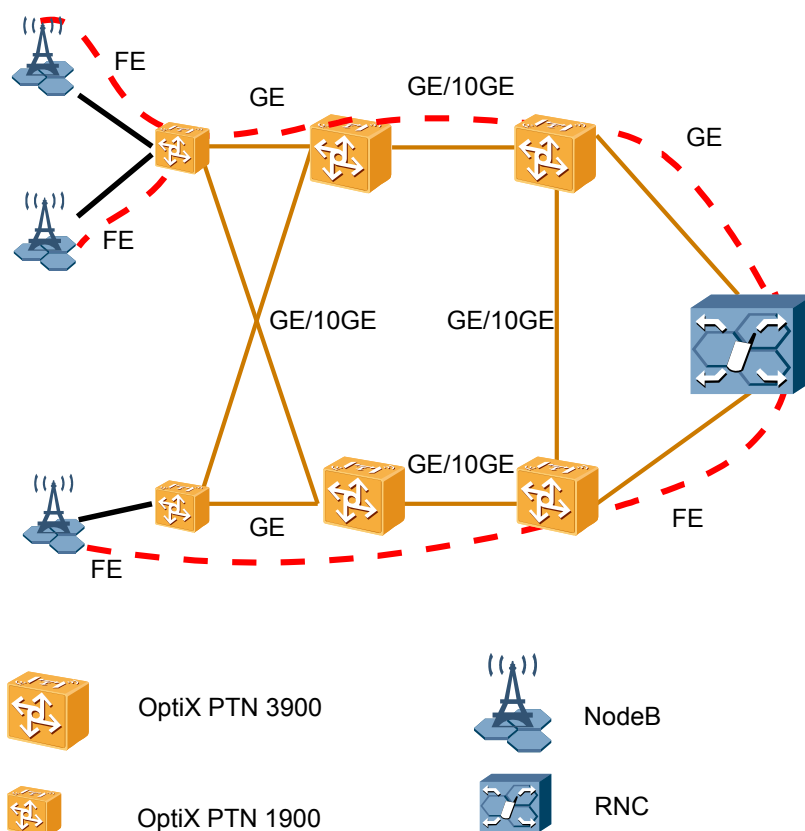 FE
GE
GE/10GE
GE
FE
GE/10GE
GE/10GE
GE/10GE
GE
FE
FE
OptiX PTN 3900
NodeB
OptiX PTN 1900
RNC